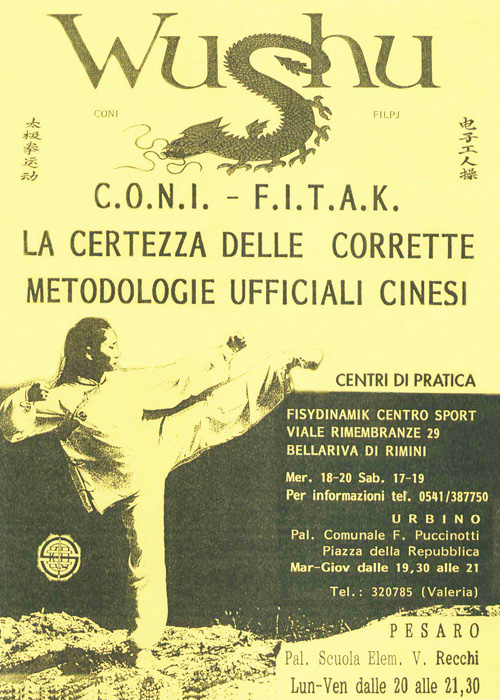 WuShu
CONI
FILPJ
太极拳运动
电子工人操
C.O.N.I. - F.I.T.A.K.
LA CERTEZZA DELLE CORRETTE
METODOLOGIE UFFICIALI CINESI
CENTRI DI PRATICA
FISYDINAMIK CENTRO SPORT
VIALE RIMEMBRANZE 29
BELLARIVA DI RIMINI
Mer. 18-20 Sab. 17-19
Per informazioni tel. 0541/387750
URBINO
Pal. Comunale F. Puccinotti
Piazza della Repubblica
Mar-Giov dalle 19,30 alle 21
Tel.: 320785 (Valeria)
PESARO
Pal. Scuola Elem. V. Recchi
Lun-Ven dalle 20 alle 21,30